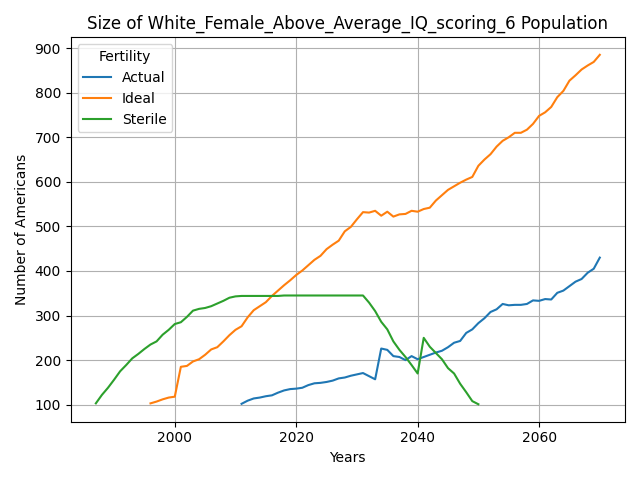 Size of White_Female_Above_Average_IQ_scoring_6 Population
Fertility
Actual
Ideal
Sterile
Number of Americans
900
800
700
600
500
400
300
200
100
2000
2020
2040
2060
Years